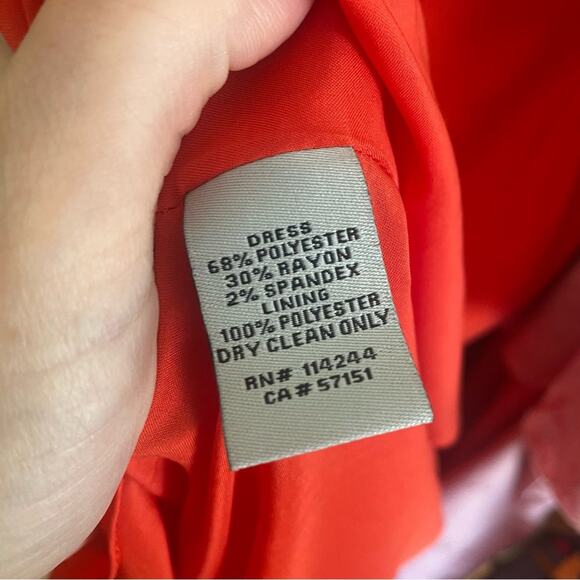 DRESS
68% POLYESTER
30% RAYON
2% SPANDEX
LINING
100% POLYESTER
DRY CLEAN ONLY
RN# 114244
CA # 57151